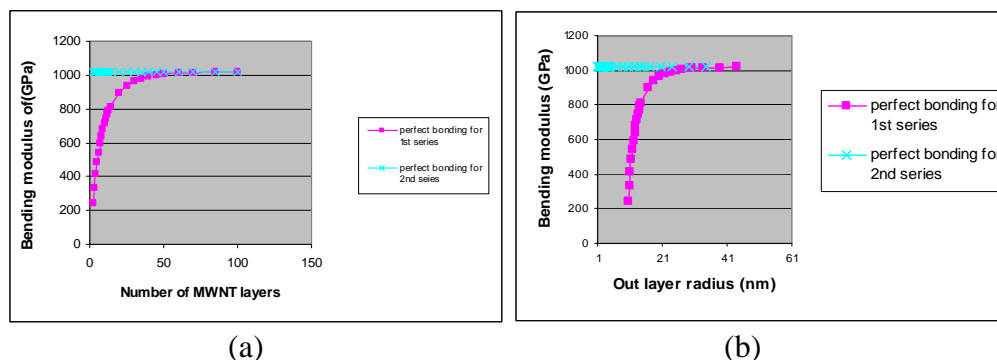 1200
1000
800
600
400
200
0
Bending modulus of(GPa)
0 50 100 150
Number of MWNT layers
perfect bonding for
1st series
perfect bonding for
2nd seies
(a)
1200
1000
800
600
400
200
0
Bending modulus (GPa)
1 21 41 61
Out layer radius (nm)
perfect bonding for
1st series
perfect bonding for
2nd series
(b)